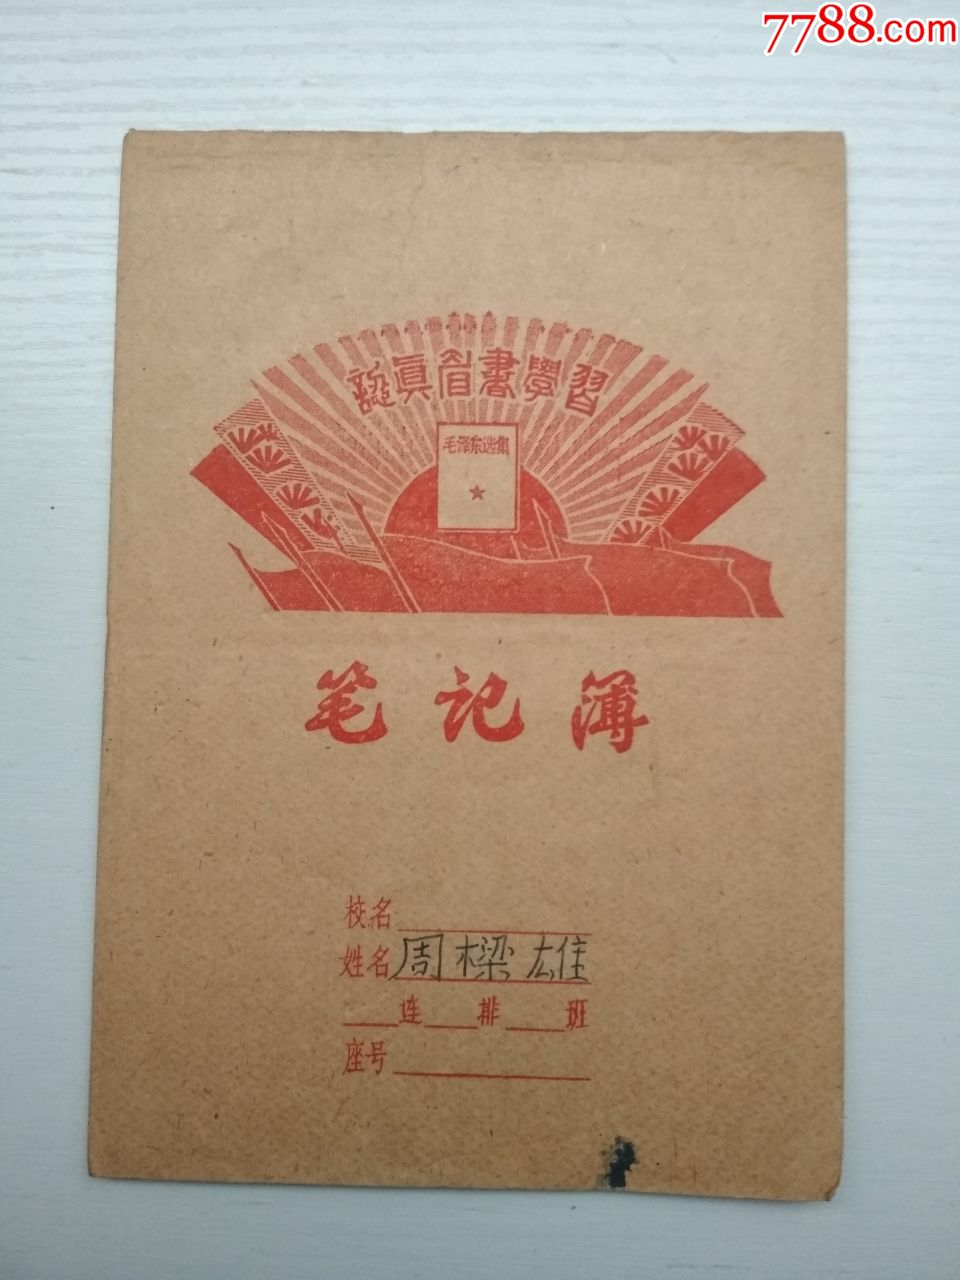 7788.com
認真看書學習
毛泽东选集
笔记簿
校名
姓名 周樑雄
连 排 班
座号